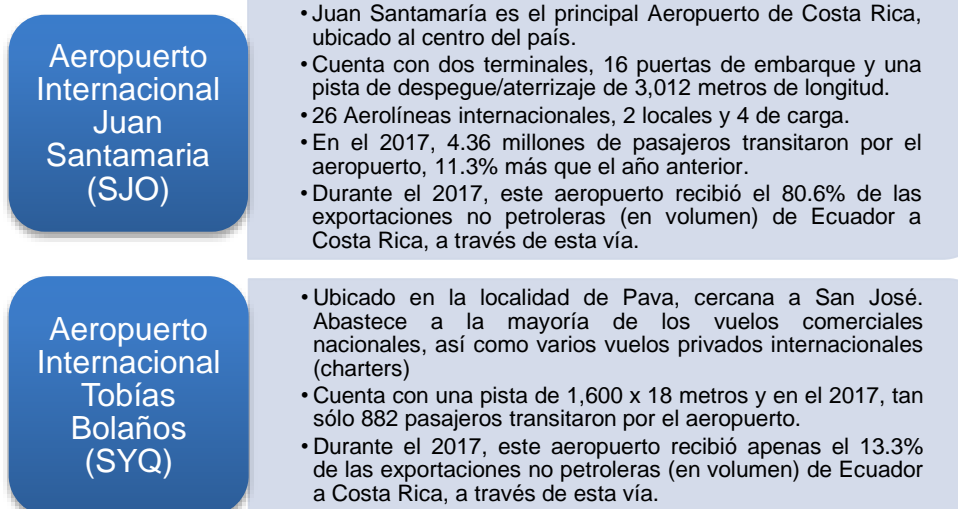 Aeropuerto
Internacional
Juan
Santamaria
(SJO)
• Juan Santamaría es el principal Aeropuerto de Costa Rica,
ubicado al centro del país.
• Cuenta con dos terminales, 16 puertas de embarque y una
pista de despegue/aterrizaje de 3,012 metros de longitud.
• 26 Aerolíneas internacionales, 2 locales y 4 de carga.
• En el 2017, 4.36 millones de pasajeros transitaron por el
aeropuerto, 11.3% más que el año anterior.
• Durante el 2017, este aeropuerto recibió el 80.6% de las
exportaciones no petroleras (en volumen) de Ecuador a
Costa Rica, a través de esta vía.
Aeropuerto
Internacional
Tobías
Bolaños
(SYQ)
• Ubicado en la localidad de Pava, cercana a San José.
Abastece a la mayoría de los vuelos comerciales
nacionales, así como varios vuelos privados internacionales
(charters)
• Cuenta con una pista de 1,600 x 18 metros y en el 2017, tan
sólo 882 pasajeros transitaron por el aeropuerto.
• Durante el 2017, este aeropuerto recibió apenas el 13.3%
de las exportaciones no petroleras (en volumen) de Ecuador
a Costa Rica, a través de esta vía.